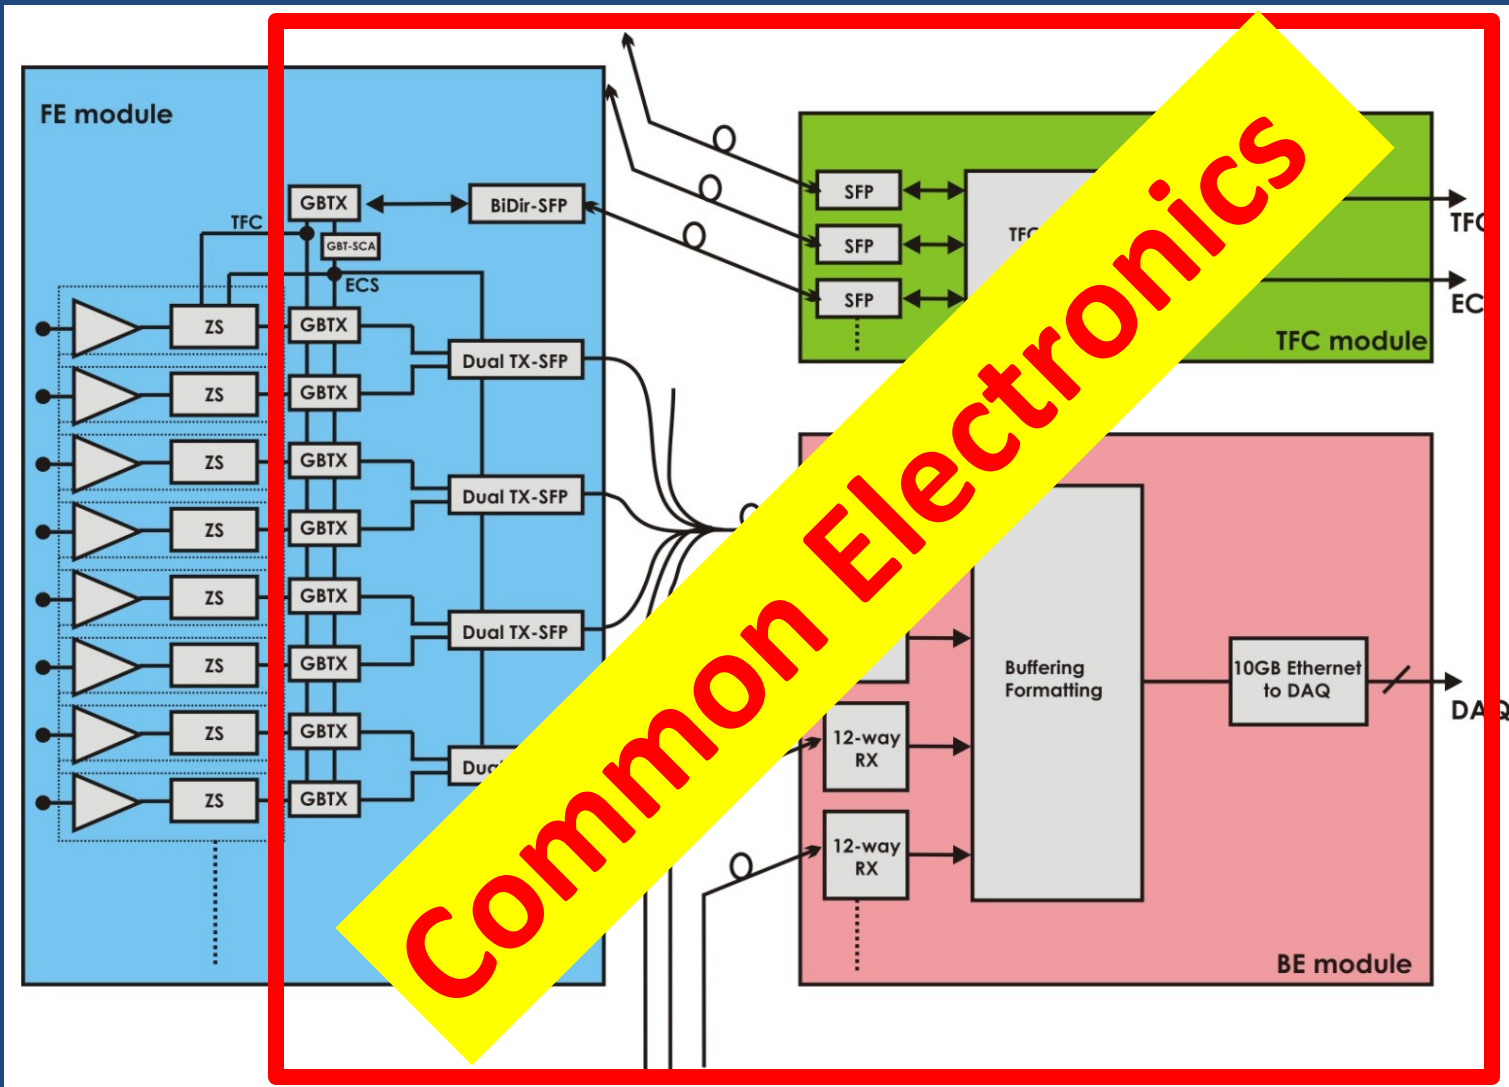 FE module
GBTX
BiDir-SFP
TFC
GBT-SCA
ECS
ZS
GBTX
Dual TX-SFP
ZS
GBTX
ZS
GBTX
Dual TX-SFP
ZS
GBTX
ZS
GBTX
Dual TX-SFP
ZS
GBTX
ZS
GBTX
ZS
GBTX
Common Electronics
SFP
SFP
SFP
TFC module
TFC
Buffering
Formatting
10GB Ethernet
to DAQ
DAQ
12-way
RX
12-way
RX
BE module